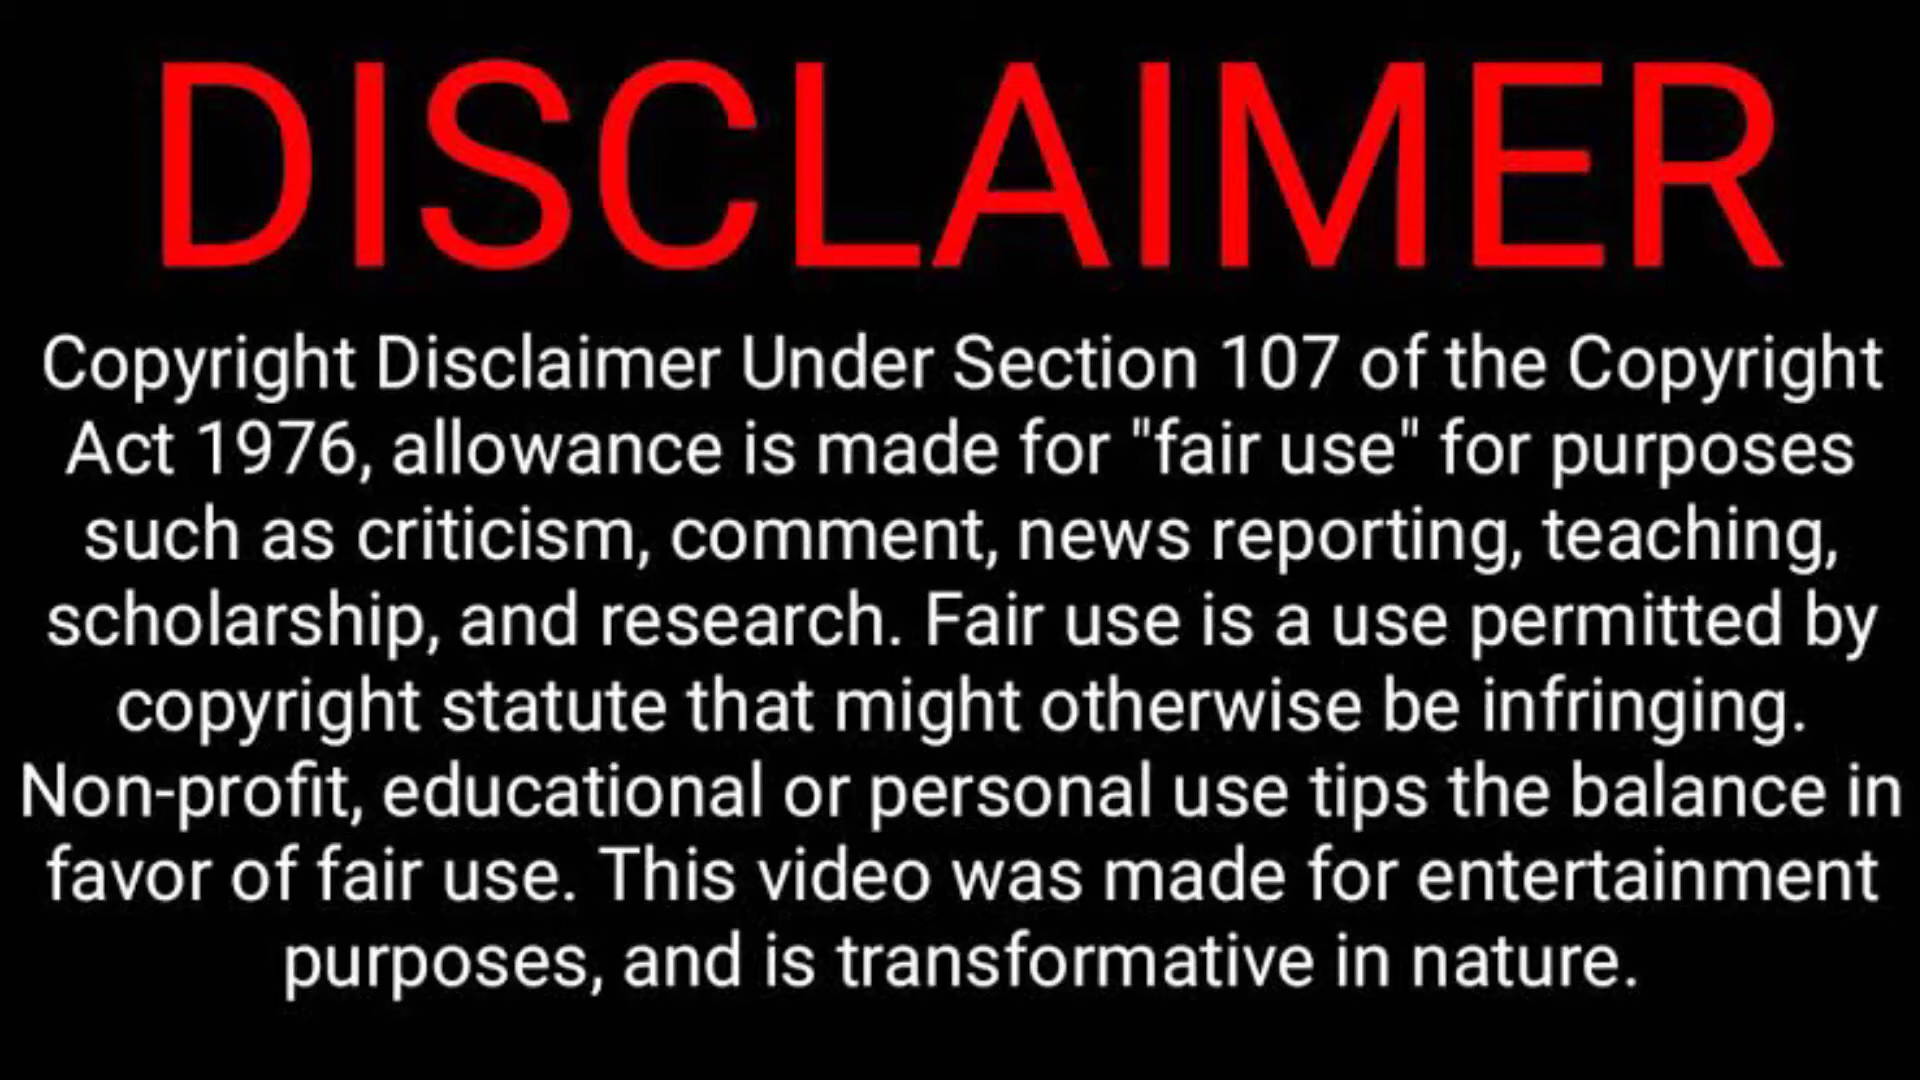 DISCLAIMER
Copyright Disclaimer Under Section 107 of the Copyright
Act 1976, allowance is made for "fair use" for purposes
such as criticism, comment, news reporting, teaching,
scholarship, and research. Fair use is a use permitted by
copyright statute that might otherwise be infringing.
Non-profit, educational or personal use tips the balance in
favor of fair use. This video was made for entertainment
purposes, and is transformative in nature.